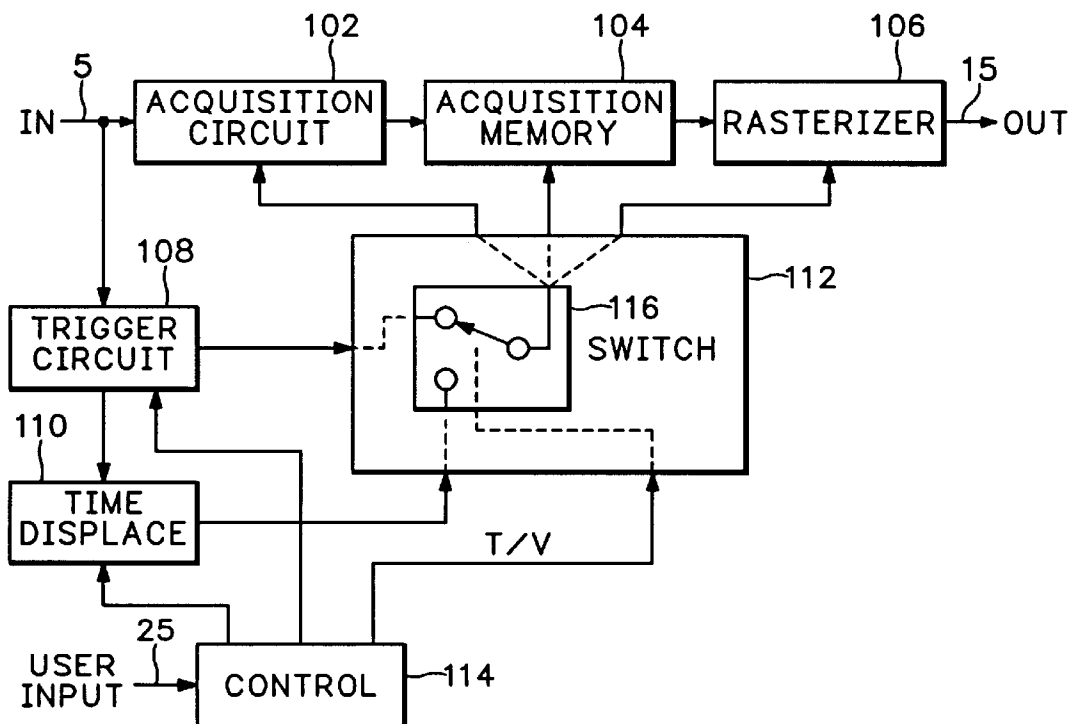 102
104
106
5
15
IN
ACQUISITION
CIRCUIT
ACQUISITION
MEMORY
RASTERIZER
OUT
108
112
116
TRIGGER
CIRCUIT
SWITCH
110
TIME
DISPLACE
T/V
25
USER
INPUT
CONTROL
114